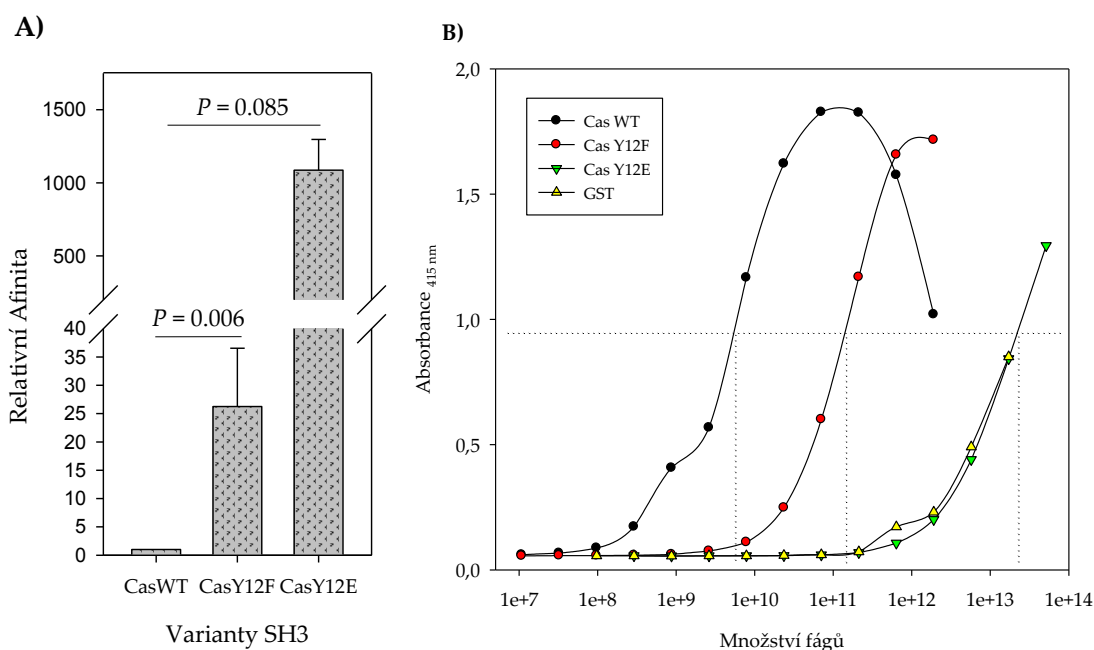 A)
Relativní Afinita
1500
1000
500
40
35
30
25
20
15
10
5
0
P = 0.085
P = 0.006
CasWT CasY12F CasY12E
Varianty SH3
B)
Absorbance 415 nm
2,0
1,5
1,0
0,5
0,0
Cas WT
Cas Y12F
Cas Y12E
GST
1e+7 1e+8 1e+9 1e+10 1e+11 1e+12 1e+13 1e+14
Množství fágů